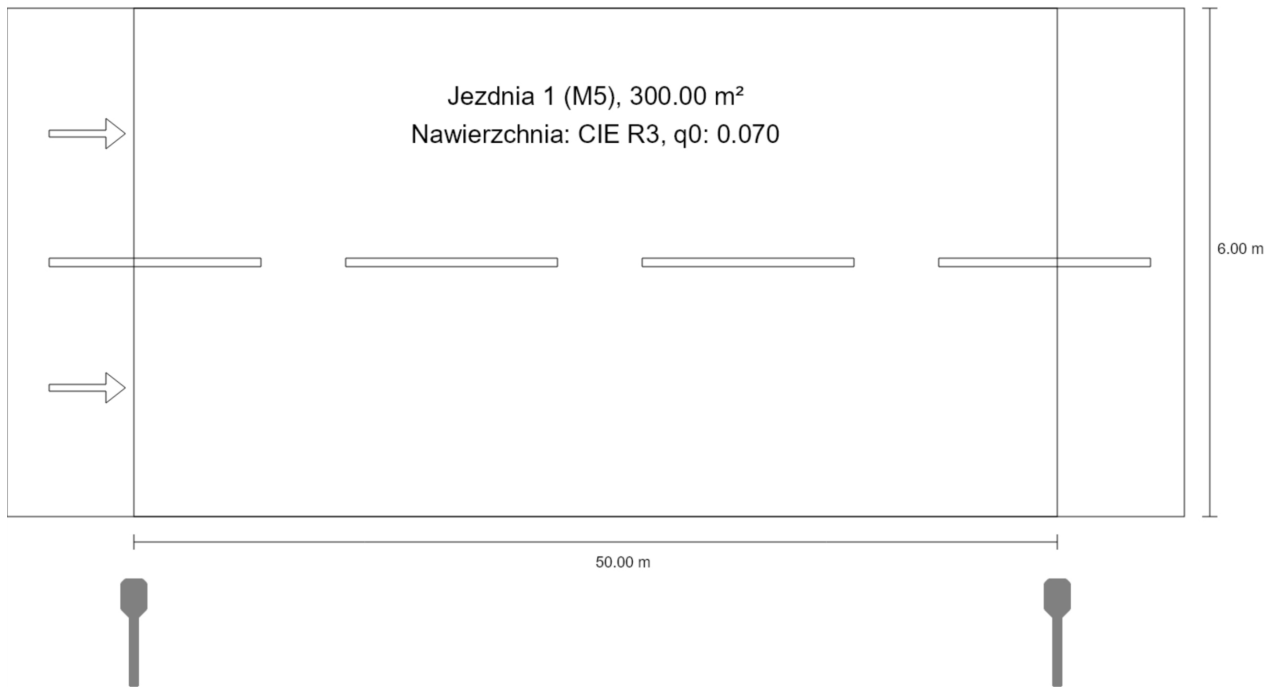 Jezdnia 1 (M5), 300.00 m²
Nawierzchnia: CIE R3, q0: 0.070
6.00 m
50.00 m